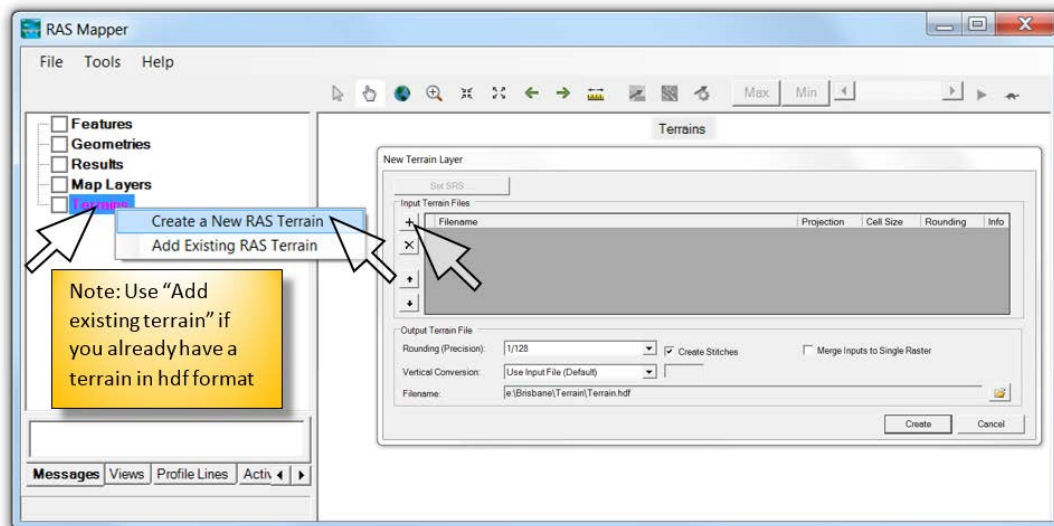 RAS Mapper
File Tools Help
Max Min
Features
Geometries
Results
Map Layers
Terrains
Create a New RAS Terrain
Add Existing RAS Terrain
Note: Use “Add
existing terrain” if
you already have a
terrain in hdf format
Messages Views Profile Lines Activ
Terrains
New Terrain Layer
Set SRS ...
Input Terrain Files
Filename Projection Cell Size Rounding Info
Output Terrain File
Rounding (Precision): 1/128 Create Stitches Merge Inputs to Single Raster
Vertical Conversion: Use Input File (Default)
Filename: e:\Brisbane\Terrain\Terrain.hdf
Create Cancel